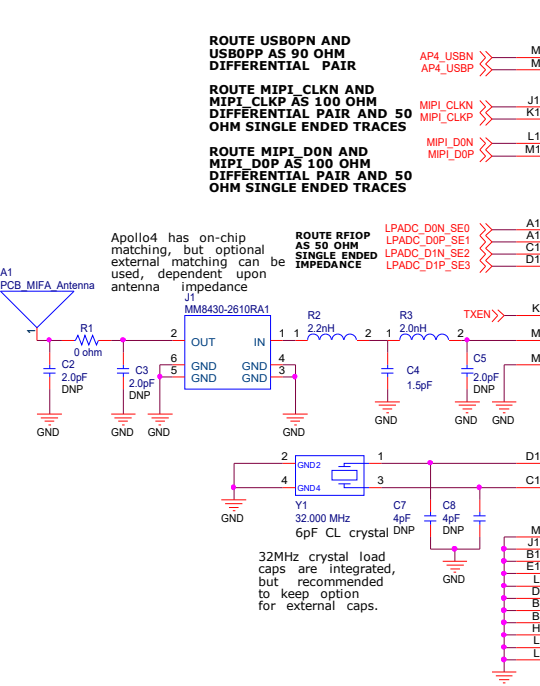 ROUTE USB0PN AND
USB0PP AS 90 OHM
DIFFERENTIAL PAIR
AP4_USBN
M
AP4_USBP
M
ROUTE MIPI_CLKN AND
MIPI_CLKP AS 100 OHM
DIFFERENTIAL PAIR AND 50
OHM SINGLE ENDED TRACES
MIPI_CLKN
J1
MIPI_CLKP
K1
ROUTE MIPI_D0N AND
MIPI_D0P AS 100 OHM
DIFFERENTIAL PAIR AND 50
OHM SINGLE ENDED TRACES
MIPI_D0N
L1
MIPI_D0P
M1
Apollo4 has on-chip
matching, but optional
external matching can be
used, dependent upon
antenna impedance
ROUTE RFIOP
AS 50 OHM
SINGLE ENDED
IMPEDANCE
LPADC_D0N_SE0
A1
LPADC_D0P_SE1
A1
LPADC_D1N_SE2
C1
LPADC_D1P_SE3
D1
A1
PCB_MIFA_Antenna
1
R1
0 ohm
C2
2.0pF
DNP
GND
C3
2.0pF
DNP
GND
J1
MM8430-2610RA1
2
OUT
IN
1
6
GND
GND
4
5
GND
GND
3
GND
GND
R2
2.2nH
1
2
R3
2.0nH
1
2
TXEN
K
M
M
C4
1.5pF
GND
C5
2.0pF
DNP
GND
GND
2
GND2
1
4
GND4
3
GND
Y1
32.000 MHz
6pF CL crystal
D1
C1
C7
4pF
DNP
C8
4pF
DNP
GND
32MHz crystal load
caps are integrated,
but recommended
to keep option
for external caps.
M
J1
B1
E1
L
D
B
B
H
L
L